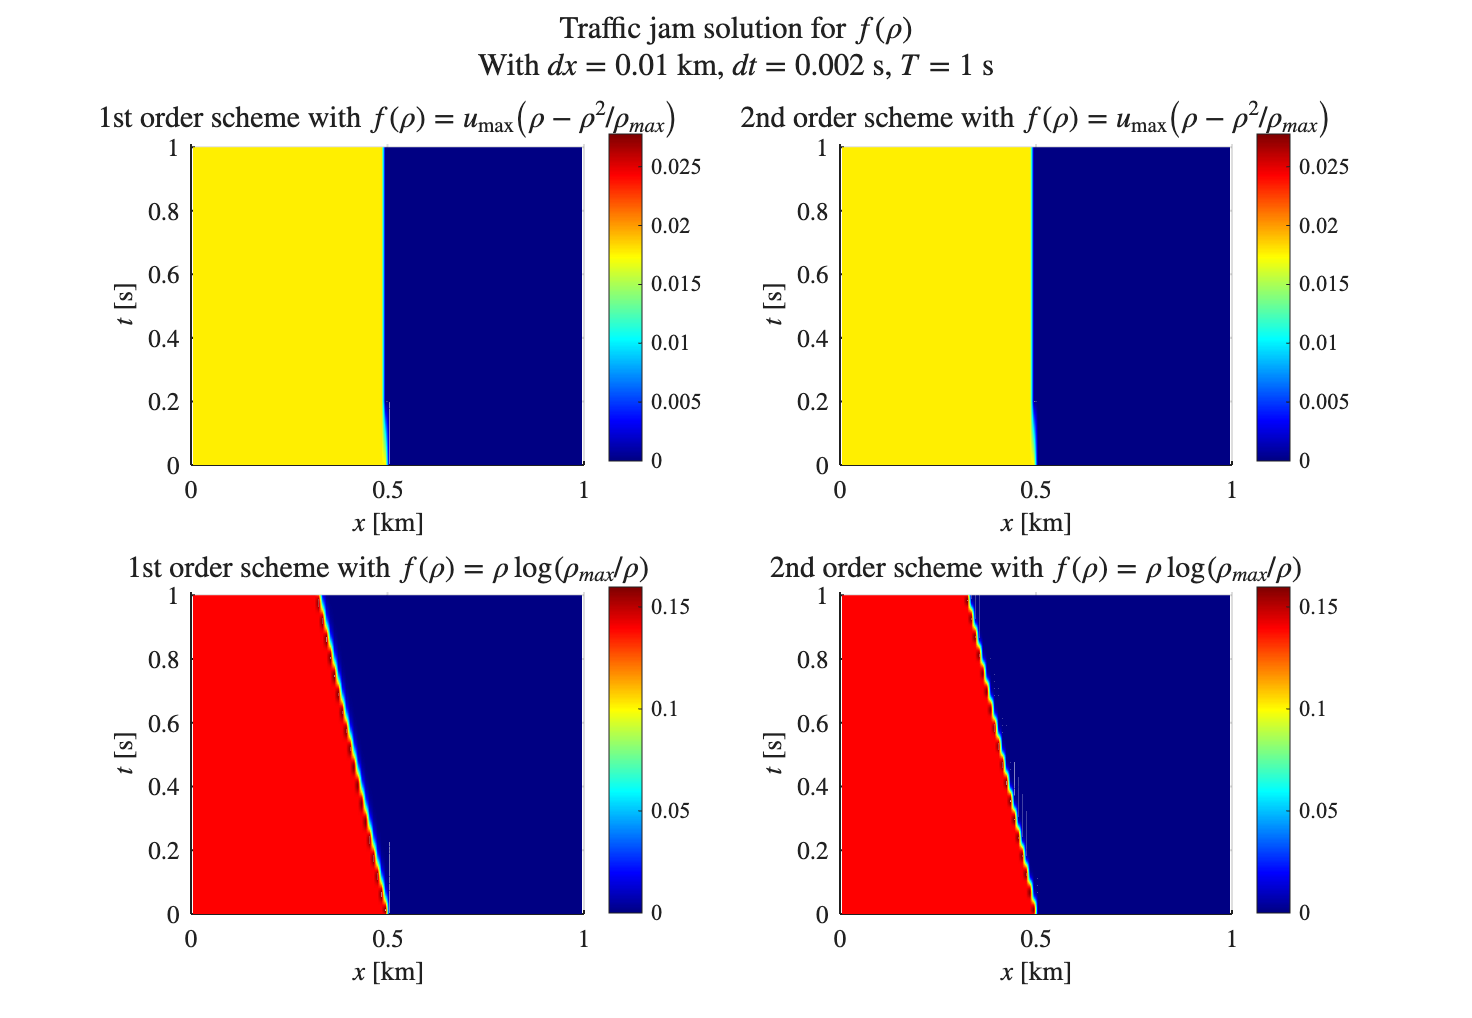 Traffic jam solution for f(ρ)
With dx = 0.01 km, dt = 0.002 s, T = 1 s
1st order scheme with f(ρ) = u_max(ρ − ρ²/ρ_max)
1
0.8
0.6
0.4
0.2
0
t [s]
0 0.5 1
x [km]
0.025
0.02
0.015
0.01
0.005
0
2nd order scheme with f(ρ) = u_max(ρ − ρ²/ρ_max)
1
0.8
0.6
0.4
0.2
0
t [s]
0 0.5 1
x [km]
0.025
0.02
0.015
0.01
0.005
0
1st order scheme with f(ρ) = ρ log(ρ_max/ρ)
1
0.8
0.6
0.4
0.2
0
t [s]
0 0.5 1
x [km]
0.15
0.1
0.05
0
2nd order scheme with f(ρ) = ρ log(ρ_max/ρ)
1
0.8
0.6
0.4
0.2
0
t [s]
0 0.5 1
x [km]
0.15
0.1
0.05
0